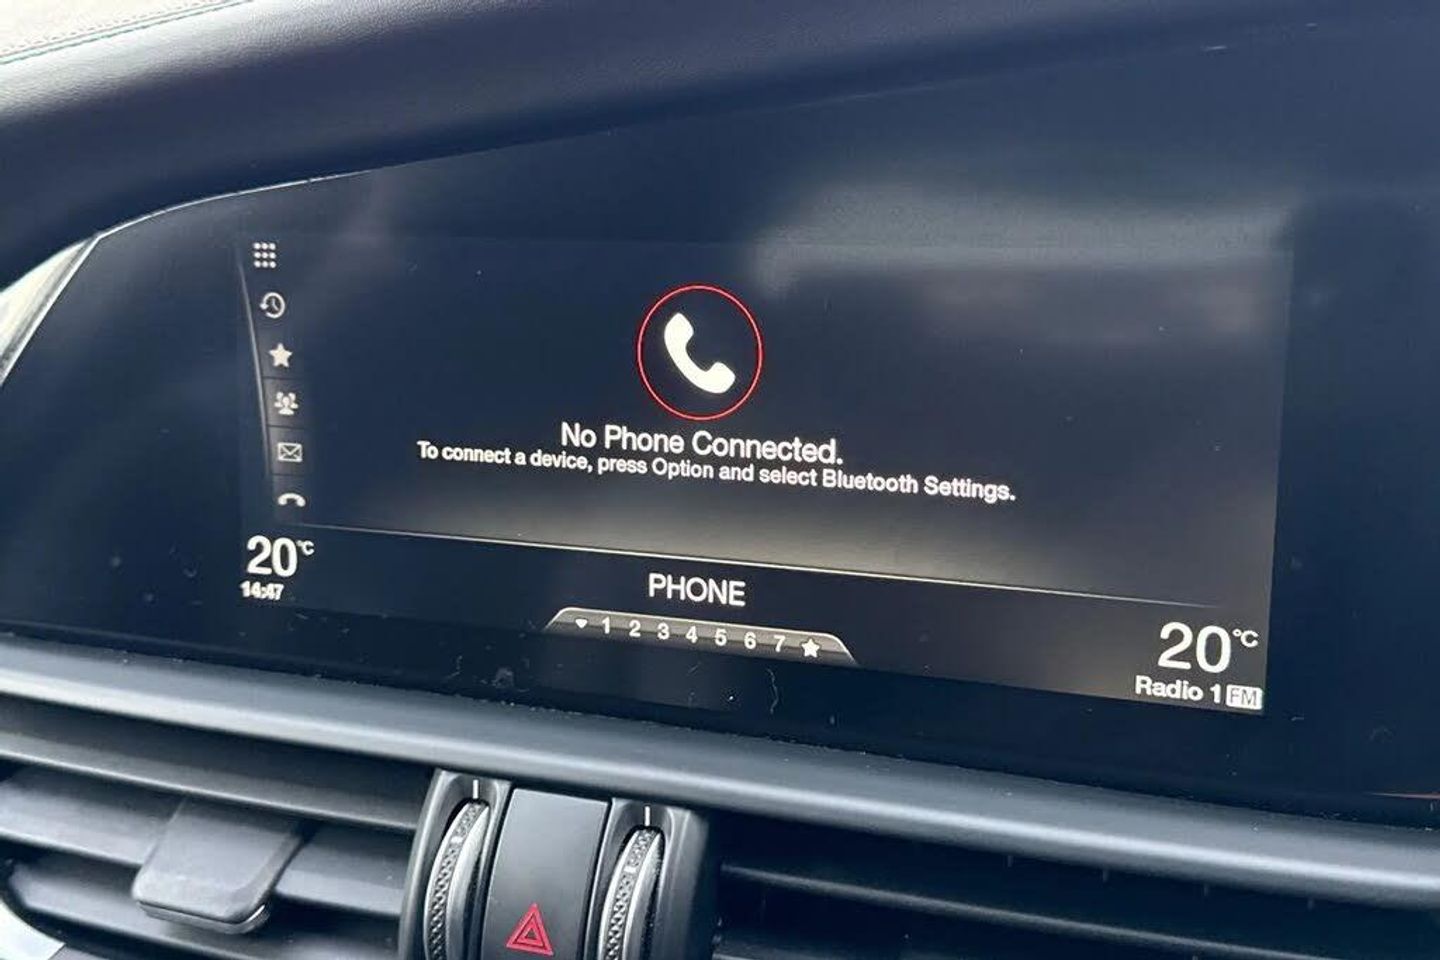 No Phone Connected.
To connect a device, press Option and select Bluetooth Settings.
20°C
14:47
PHONE
1 2 3 4 5 6 7
20°C
Radio 1 FM